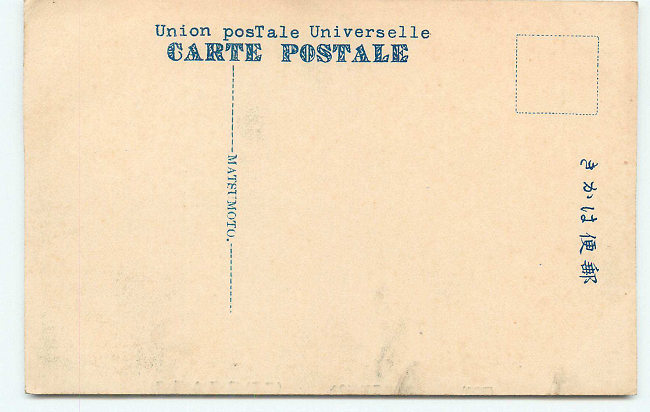 Union posTale Universelle
CARTE POSTALE
MATSUMOTO.
きかは便郵